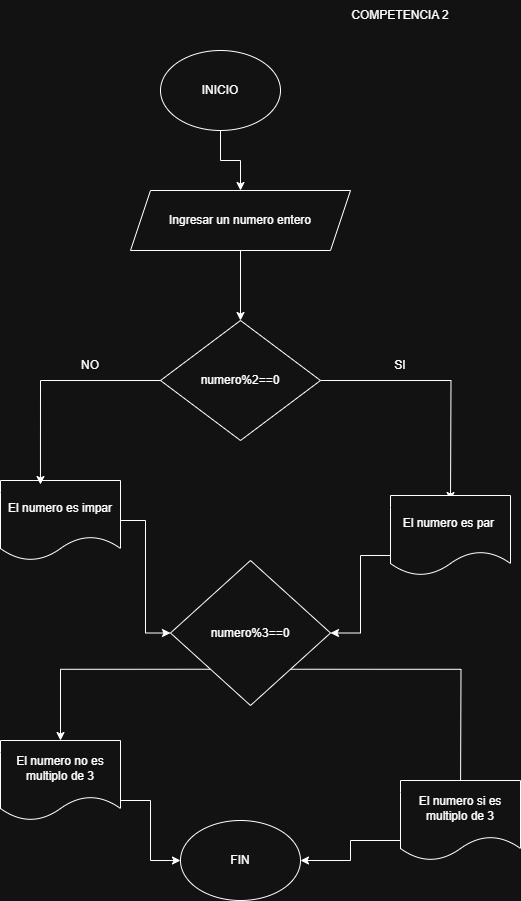 COMPETENCIA 2
INICIO
Ingresar un numero entero
NO
SI
numero%2==0
El numero es impar
El numero es par
numero%3==0
El numero no es
multiplo de 3
El numero si es
multiplo de 3
FIN